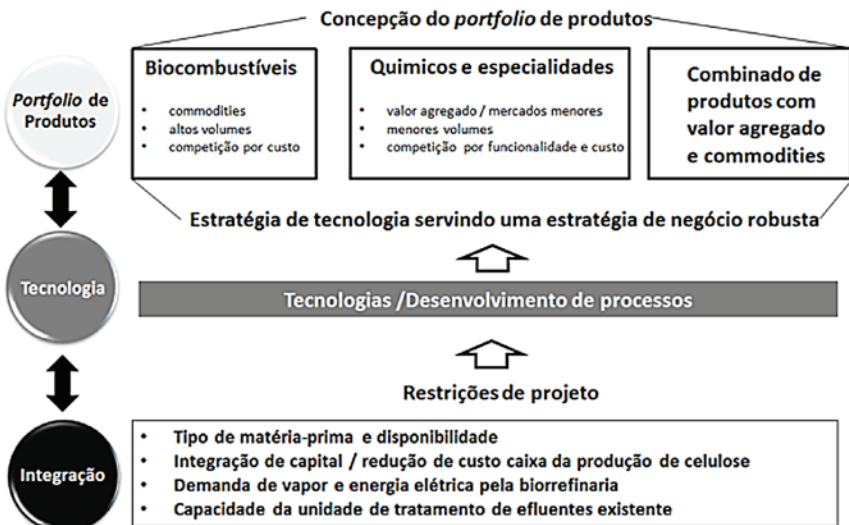 Concepção do portfolio de produtos
Portfolio de
Produtos
Biocombustíveis
• commodities
• altos volumes
• competição por custo
Quimicos e especialidades
• valor agregado / mercados menores
• menores volumes
• competição por funcionalidade e custo
Combinado de
produtos com
valor agregado
e commodities
Estratégia de tecnologia servindo uma estratégia de negócio robusta
Tecnologia
Tecnologias /Desenvolvimento de processos
Restrições de projeto
Integração
• Tipo de matéria-prima e disponibilidade
• Integração de capital / redução de custo caixa da produção de celulose
• Demanda de vapor e energia elétrica pela biorrefinaria
• Capacidade da unidade de tratamento de efluentes existente